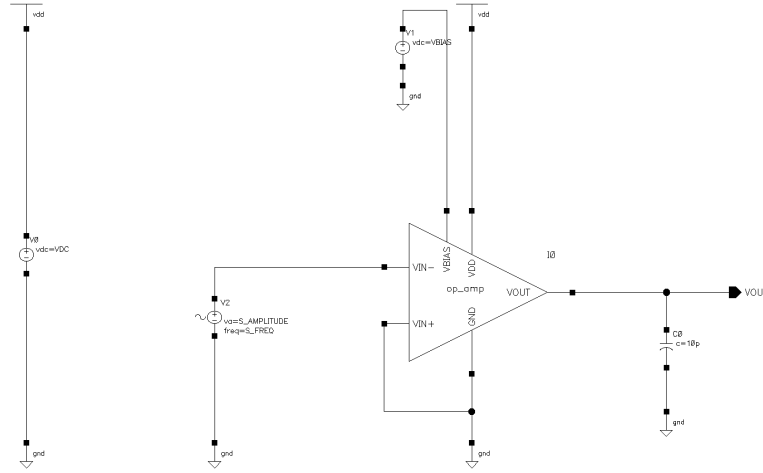 vdd
vdd
V1
vdc=VBIAS
gnd
V0
vdc=VDC
I0
VBIAS
VDD
VIN-
op_amp
VOUT
VOU
V2
va=S_AMPLITUDE
freq=S_FREQ
VIN+
GND
C0
c=10p
gnd
gnd
gnd
gnd